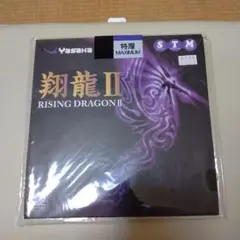 Yasaka
特厚
MAXIMUM
STM
翔龍II
RISING DRAGON II